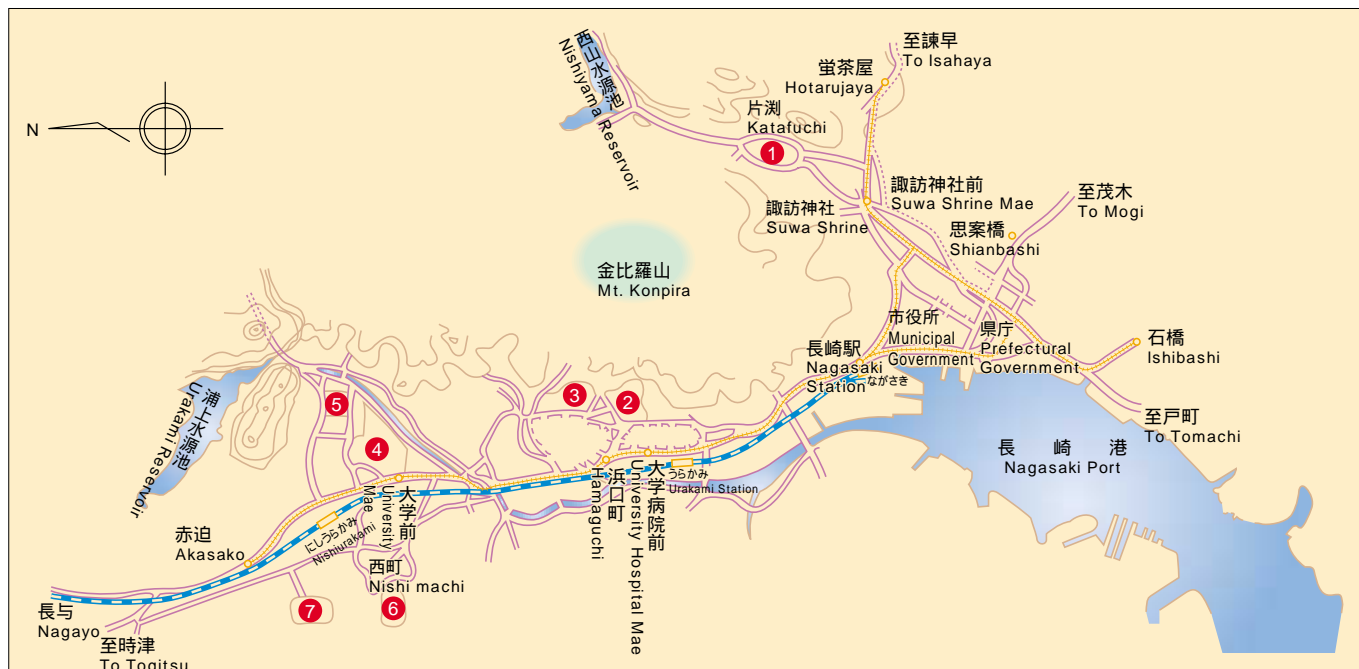 至諫早
To Isahaya
蛍茶屋
Hotarujaya
西山水源池
Nishiyama Reservoir
片渕
Katafuchi
1
N
諏訪神社前
Suwa Shrine Mae
至茂木
To Mogi
諏訪神社
Suwa Shrine
思案橋
Shianbashi
金比羅山
Mt. Konpira
市役所
Municipal
Government
県庁
Prefectural
Government
石橋
Ishibashi
長崎駅
Nagasaki
Station
ながさき
至戸町
To Tomachi
長崎港
Nagasaki Port
浦上水源池
Urakami Reservoir
5
3
2
4
うらかみ
Urakami Station
大学病院前
University Hospital Mae
浜口町
Hamaguchi
大学前
University
Mae
にしうらかみ
Nishiurakami
赤迫
Akasako
西町
Nishi machi
7
6
長与
Nagayo
至時津
To Togitsu